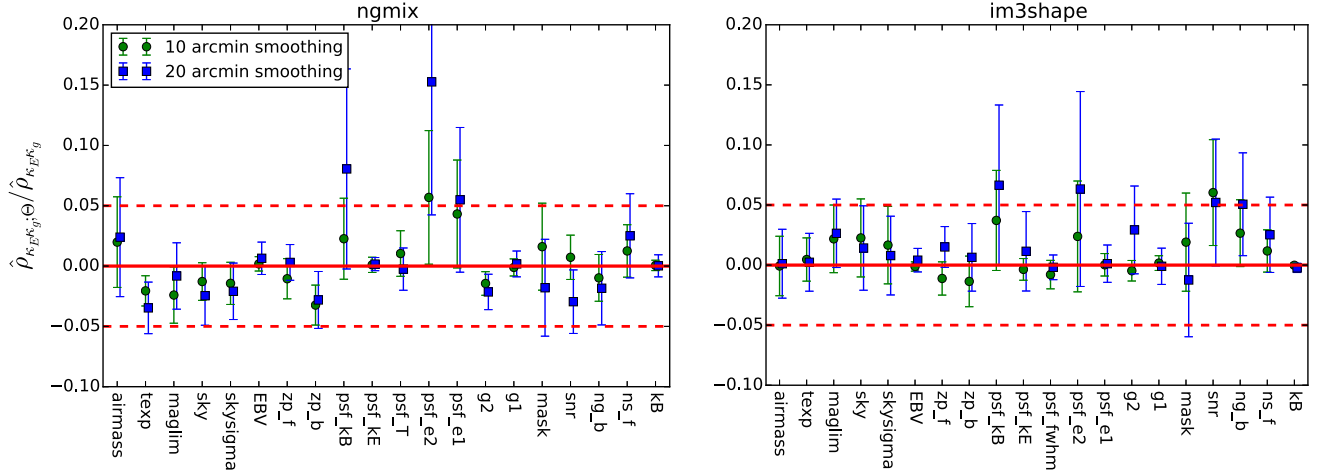 ngmix
im3shape
0.20
0.15
0.10
0.05
0.00
−0.05
−0.10
ρ̂_{κ_E κ_g;Θ}/ρ̂_{κ_E κ_g}
10 arcmin smoothing
20 arcmin smoothing
airmass
texp
maglim
sky
skysigma
EBV
zp_f
zp_b
psf_kB
psf_kE
psf_T
psf_e2
psf_e1
g2
g1
mask
snr
ng_b
ns_f
kB
0.20
0.15
0.10
0.05
0.00
−0.05
−0.10
airmass
texp
maglim
sky
skysigma
EBV
zp_f
zp_b
psf_kB
psf_kE
psf_fwhm
psf_e2
psf_e1
g2
g1
mask
snr
ng_b
ns_f
kB